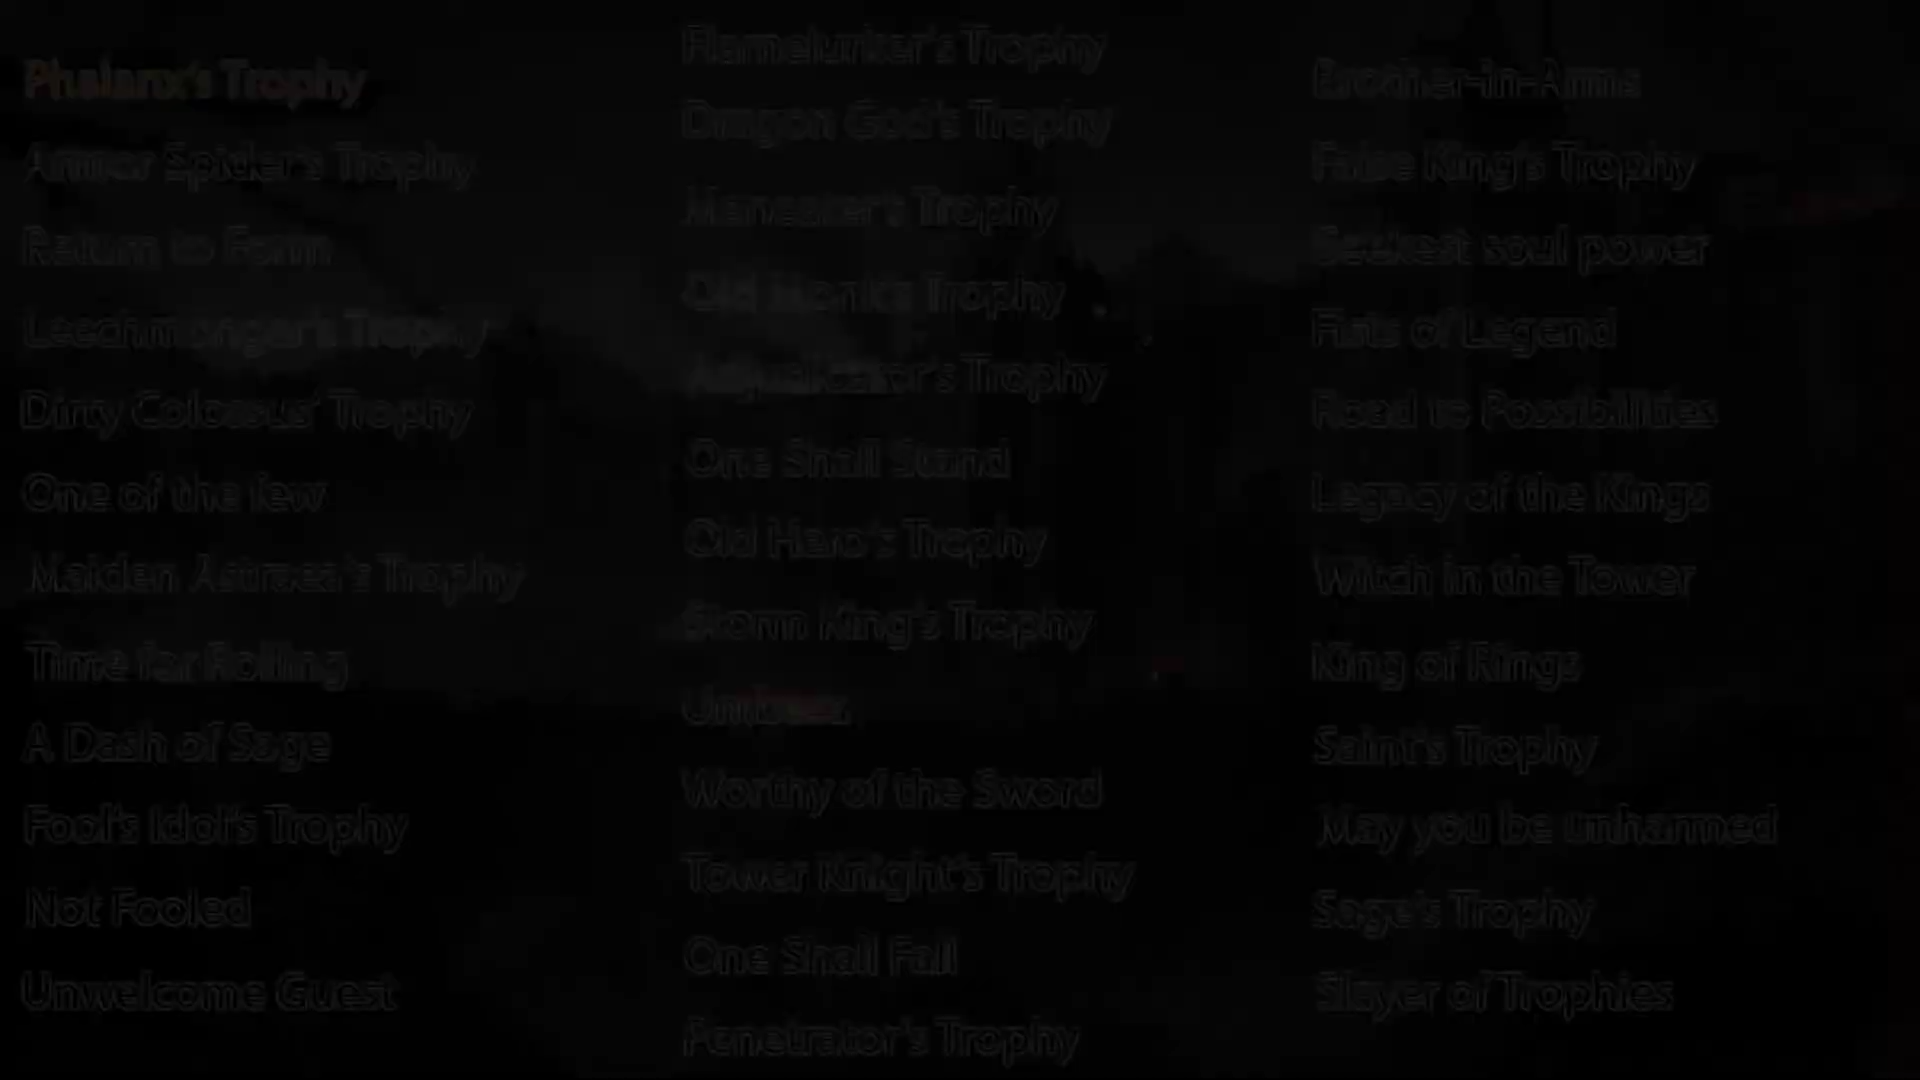 Phalanx's Trophy
Armor Spider's Trophy
Return to Form
Leechmonger's Trophy
Dirty Colossus' Trophy
One of the few
Maiden Astraea's Trophy
Time for Rolling
A Dash of Sage
Fool's Idol's Trophy
Not Fooled
Unwelcome Guest
Flamelurker's Trophy
Dragon God's Trophy
Maneater's Trophy
Old Monk's Trophy
Adjudicator's Trophy
One Shall Stand
Old Hero's Trophy
Storm King's Trophy
Umbasa
Worthy of the Sword
Tower Knight's Trophy
One Shall Fall
Penetrator's Trophy
Brother-in-Arms
False King's Trophy
Seekest soul power
Fists of Legend
Road to Possibilities
Legacy of the Kings
Witch in the Tower
King of Rings
Saint's Trophy
May you be unharmed
Sage's Trophy
Slayer of Trophies